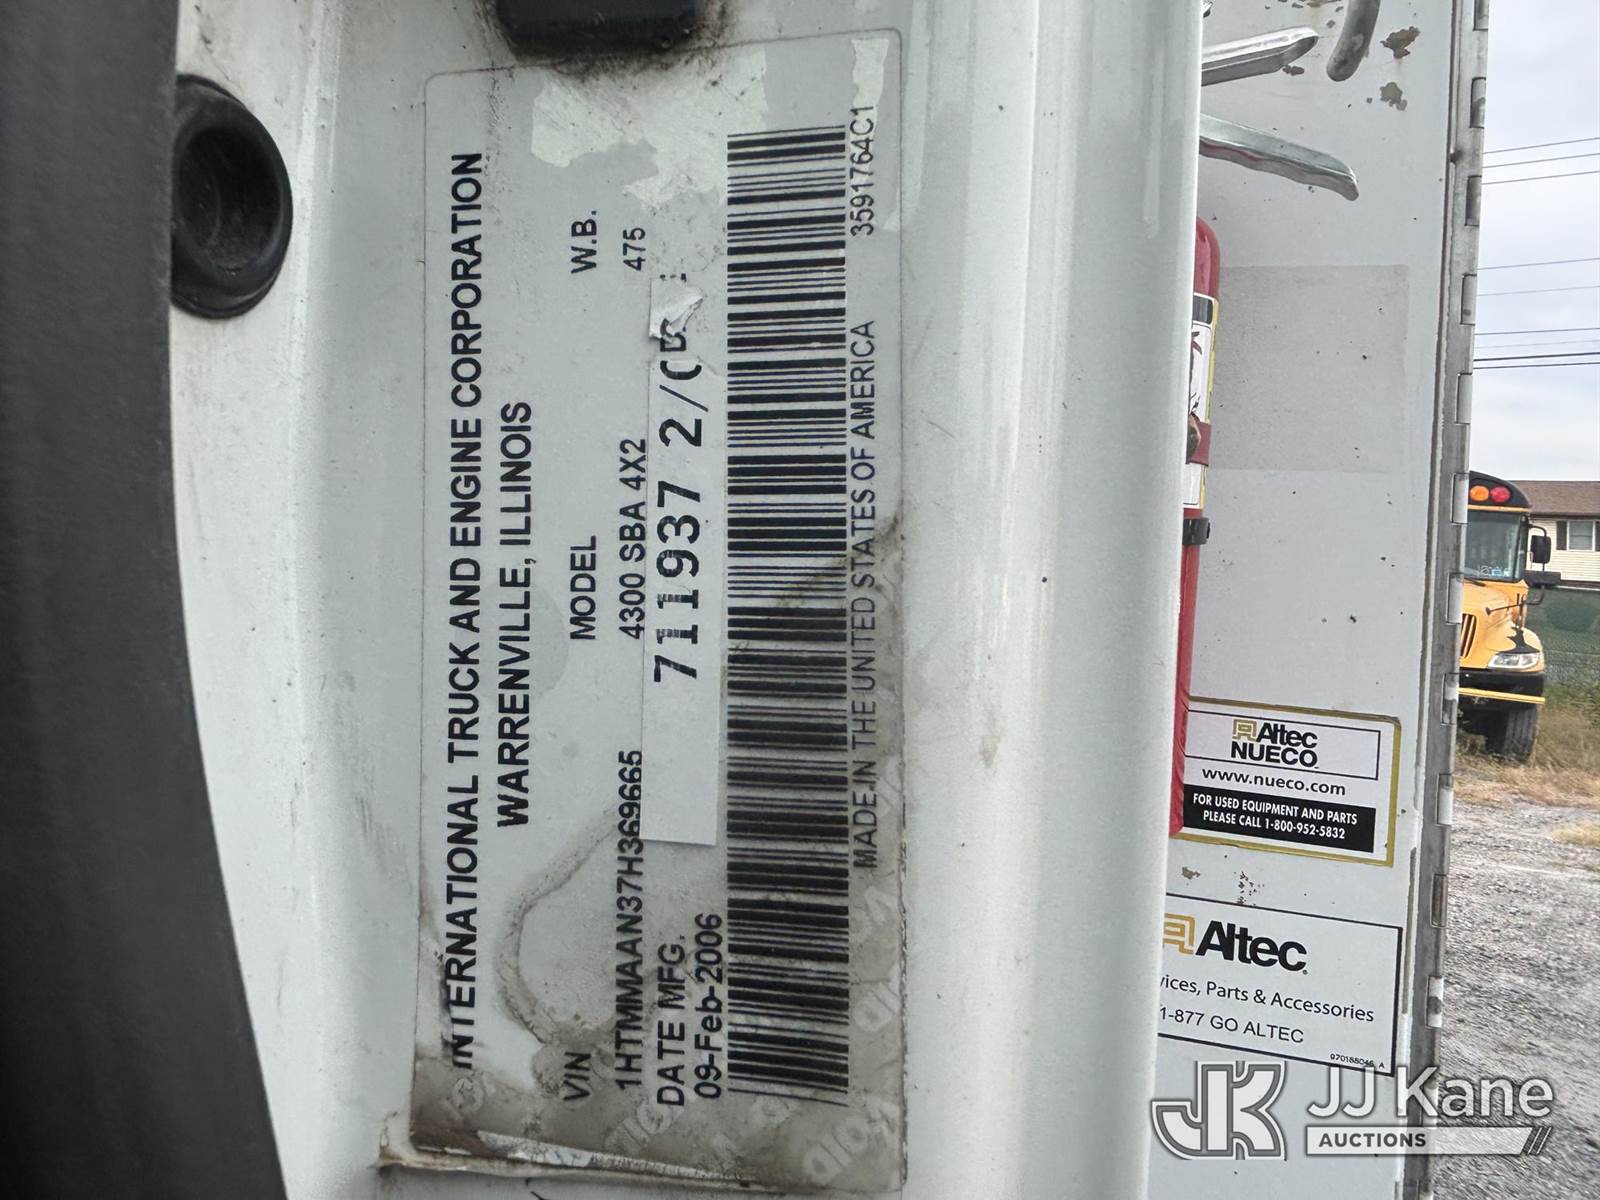 INTERNATIONAL TRUCK AND ENGINE CORPORATION
WARRENVILLE, ILLINOIS
VIN MODEL W.B.
1HTMMAAN37H369665 4300 SBA 4X2 475
DATE MFG.
09-Feb-2006
711937 2/
MADE IN THE UNITED STATES OF AMERICA 3591764C1
Altec
NUECO
www.nueco.com
FOR USED EQUIPMENT AND PARTS
PLEASE CALL 1-800-952-5832
Altec
Parts & Accessories
1-877 GO ALTEC
JK JJ Kane
AUCTIONS